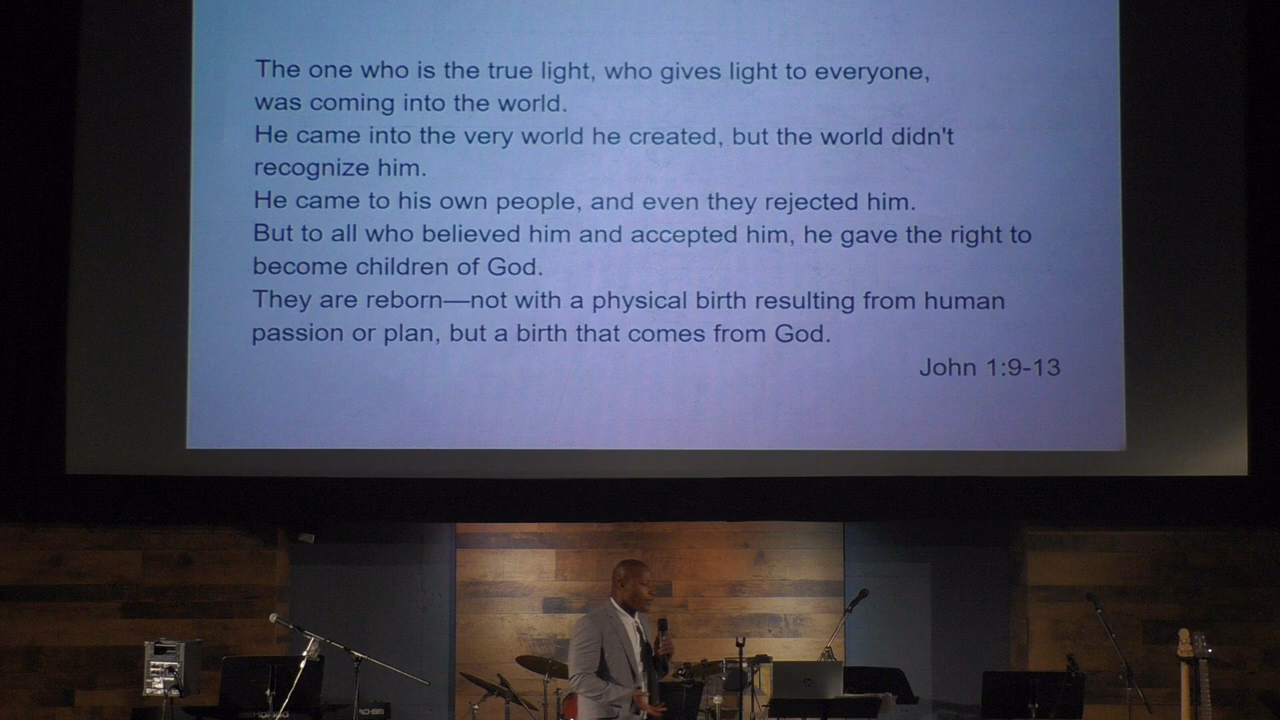 The one who is the true light, who gives light to everyone,
was coming into the world.
He came into the very world he created, but the world didn't
recognize him.
He came to his own people, and even they rejected him.
But to all who believed him and accepted him, he gave the right to
become children of God.
They are reborn—not with a physical birth resulting from human
passion or plan, but a birth that comes from God.
John 1:9-13